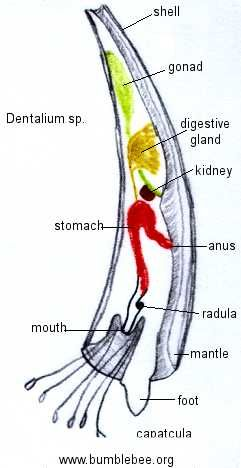 shell
gonad
Dentalium sp.
digestive
gland
kidney
stomach
anus
radula
mouth
mantle
foot
capatcula
www.bumblebee.org